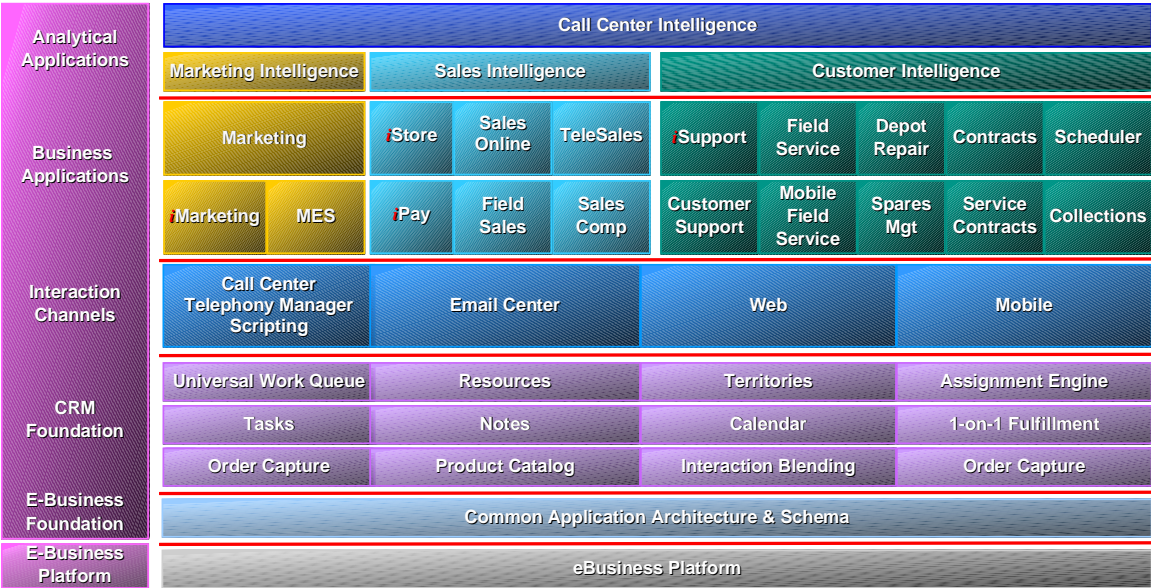 Analytical
Applications
Call Center Intelligence
Marketing Intelligence
Sales Intelligence
Customer Intelligence
Business
Applications
Marketing
iStore
Sales
Online
TeleSales
iSupport
Field
Service
Depot
Repair
Contracts
Scheduler
iMarketing
MES
iPay
Field
Sales
Sales
Comp
Customer
Support
Mobile
Field
Service
Spares
Mgt
Service
Contracts
Collections
Interaction
Channels
Call Center
Telephony Manager
Scripting
Email Center
Web
Mobile
CRM
Foundation
Universal Work Queue
Resources
Territories
Assignment Engine
Tasks
Notes
Calendar
1-on-1 Fulfillment
Order Capture
Product Catalog
Interaction Blending
Order Capture
E-Business
Foundation
Common Application Architecture & Schema
E-Business
Platform
eBusiness Platform